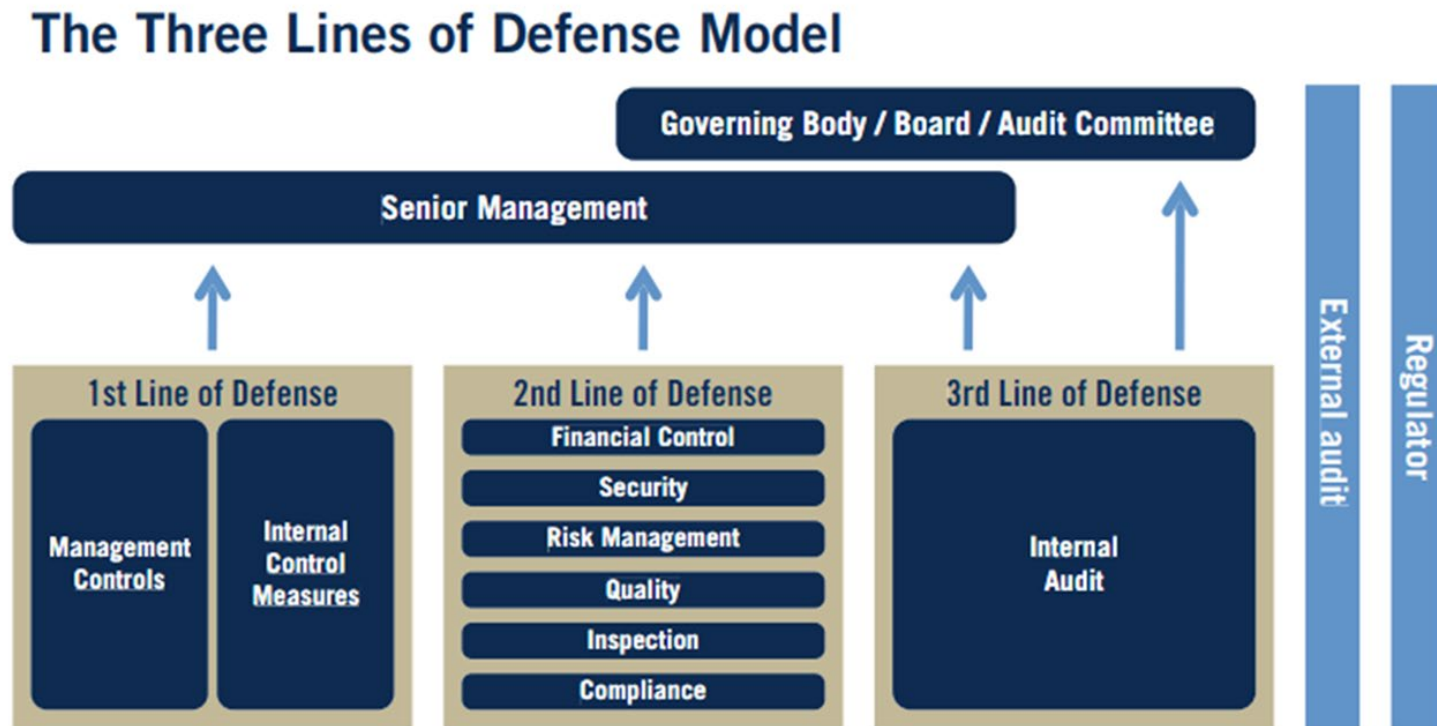 The Three Lines of Defense Model
Governing Body / Board / Audit Committee
Senior Management
1st Line of Defense
Management
Controls
Internal
Control
Measures
2nd Line of Defense
Financial Control
Security
Risk Management
Quality
Inspection
Compliance
3rd Line of Defense
Internal
Audit
External audit
Regulator